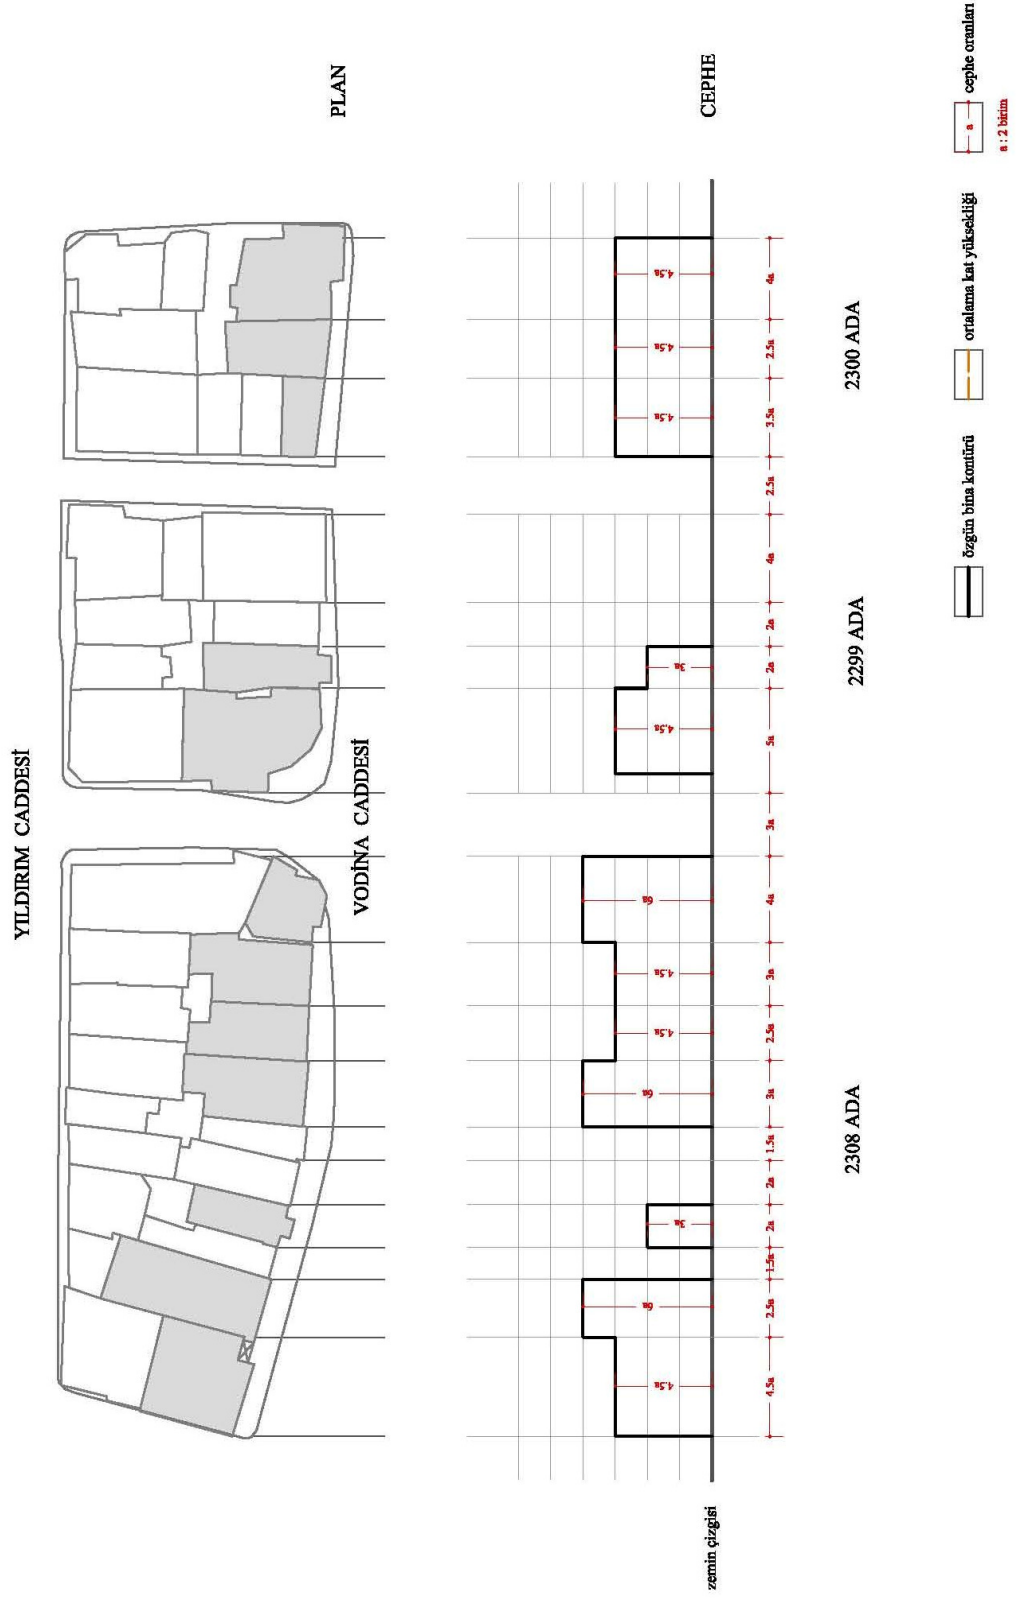 YILDIRIM CADDESİ
PLAN
VODİNA CADDESİ
4.5a 6a 3a 6a 4.5a 4.5a 6a 4.5a 3a 4.5a 4.5a 4.5a
zemin çizgisi
CEPHE
4.5a 2.5a 1.5a 2a 2a 1.5a 3a 2.5a 3a 4a 3a 5a 2a 2a 4a 2.5a 3.5a 2.5a 4a
2308 ADA
2299 ADA
2300 ADA
özgün bina kontürü
ortalama kat yüksekliği
a cephe oranları
a : 2 birim